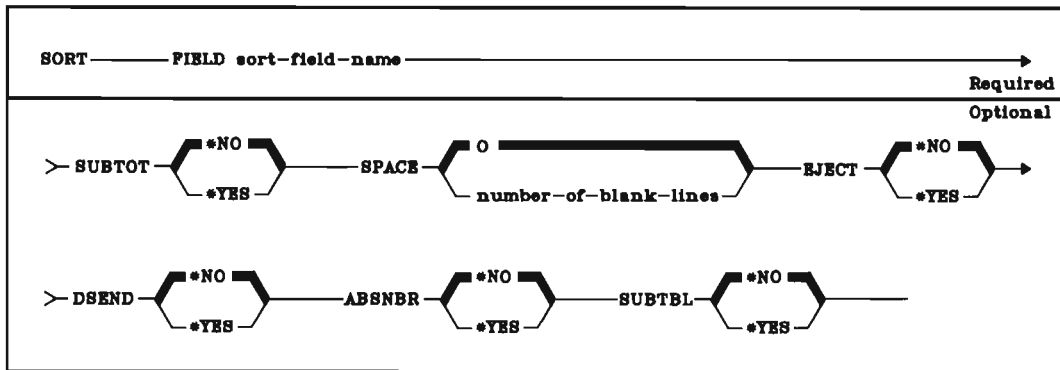 SORT FIELD sort-field-name
Required
Optional
*NO *NO
SUBTOT SPACE 0 EJECT
*YES number-of-blank-lines *YES
*NO *NO *NO
DSEND ABSNBR SUBTBL
*YES *YES *YES